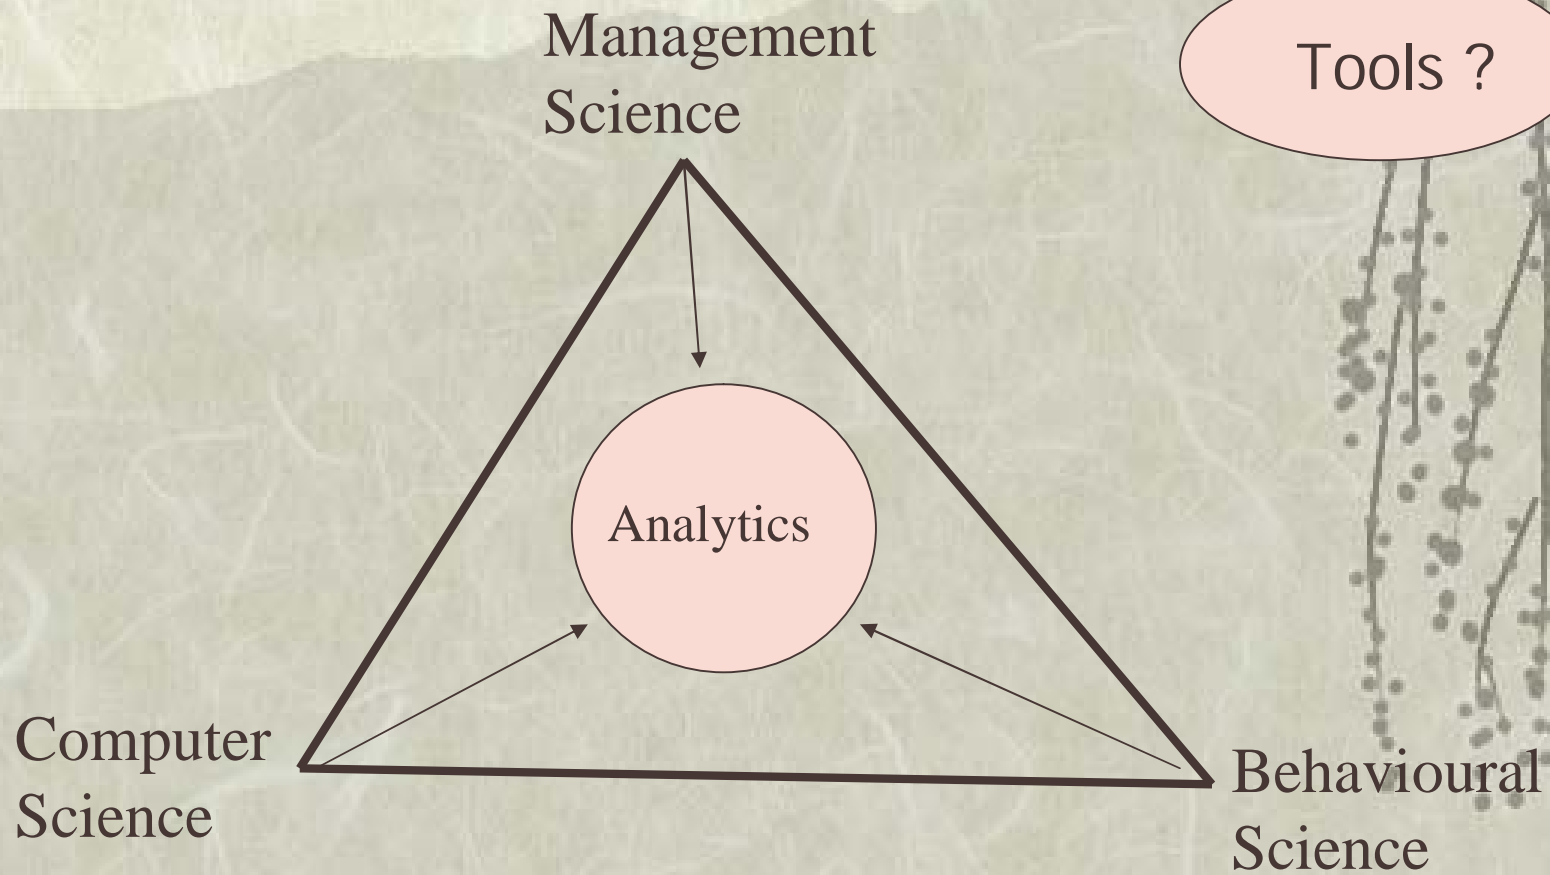 Management
Science
Tools ?
Analytics
Computer
Science
Behavioural
Science